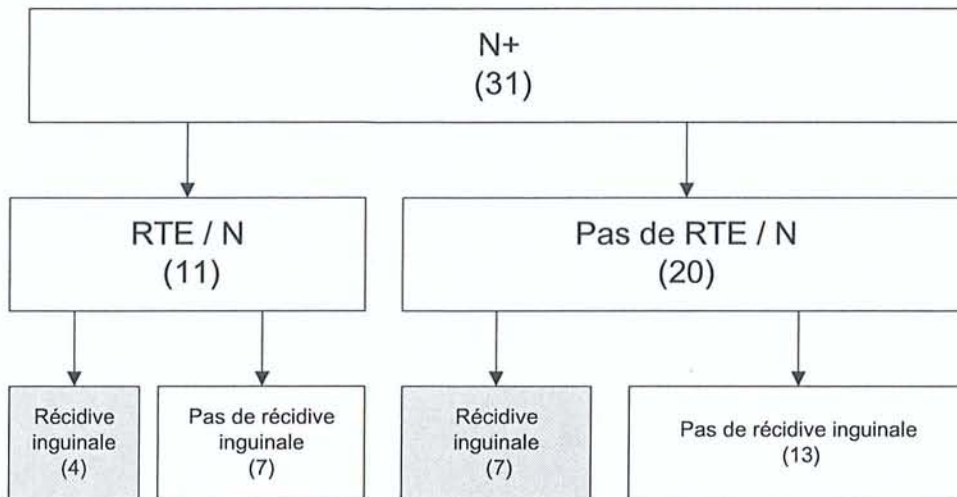 N+
(31)
RTE / N
(11)
Pas de RTE / N
(20)
Récidive
inguinale
(4)
Pas de récidive
inguinale
(7)
Récidive
inguinale
(7)
Pas de récidive inguinale
(13)